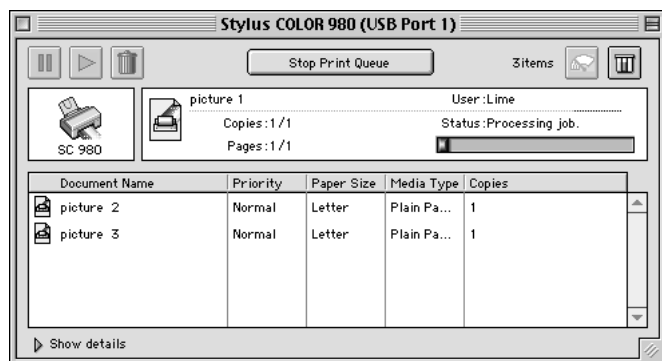 Stylus COLOR 980 (USB Port 1)
Stop Print Queue 3items
picture 1 User:Lime
Copies:1/1 Status:Processing job.
SC 980 Pages:1/1
Document Name Priority Paper Size Media Type Copies
picture 2 Normal Letter Plain Pa... 1
picture 3 Normal Letter Plain Pa... 1
Show details